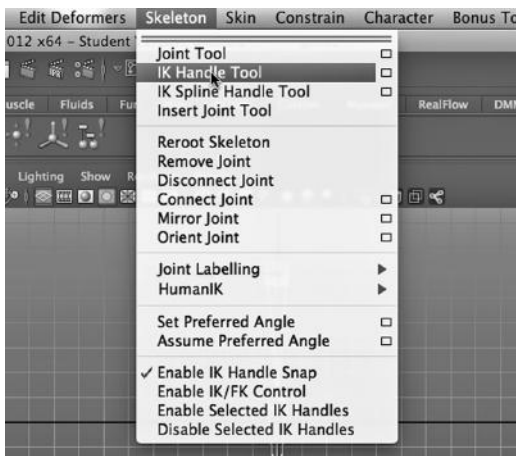 Edit Deformers Skeleton Skin Constrain Character Bonus To
012 x64 - Student
Joint Tool
IK Handle Tool
IK Spline Handle Tool
Insert Joint Tool
uscle Fluids Fur RealFlow DMM
Reroot Skeleton
Remove Joint
Disconnect Joint
Lighting Show Re
Connect Joint
Mirror Joint
Orient Joint
Joint Labelling
HumanIK
Set Preferred Angle
Assume Preferred Angle
✓ Enable IK Handle Snap
Enable IK/FK Control
Enable Selected IK Handles
Disable Selected IK Handles